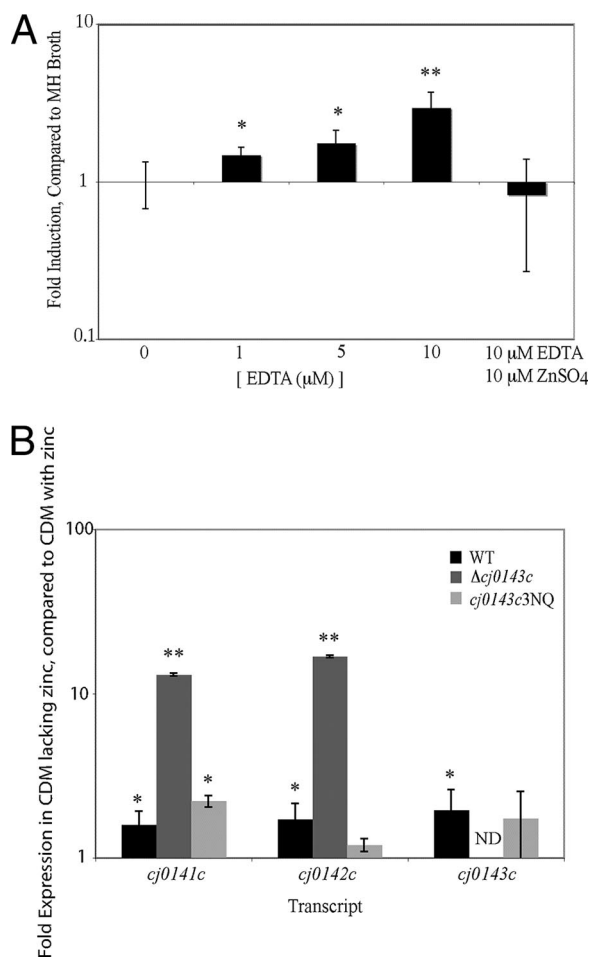 A
Fold Induction, Compared to MH Broth
10
1
0.1
*
*
**
0
1
5
10
10 μM EDTA
10 μM ZnSO4
[ EDTA (μM) ]
B
Fold Expression in CDM lacking zinc, compared to CDM with zinc
100
10
1
WT
Δcj0143c
cj0143c3NQ
*
**
*
*
**
*
ND
cj0141c
cj0142c
cj0143c
Transcript